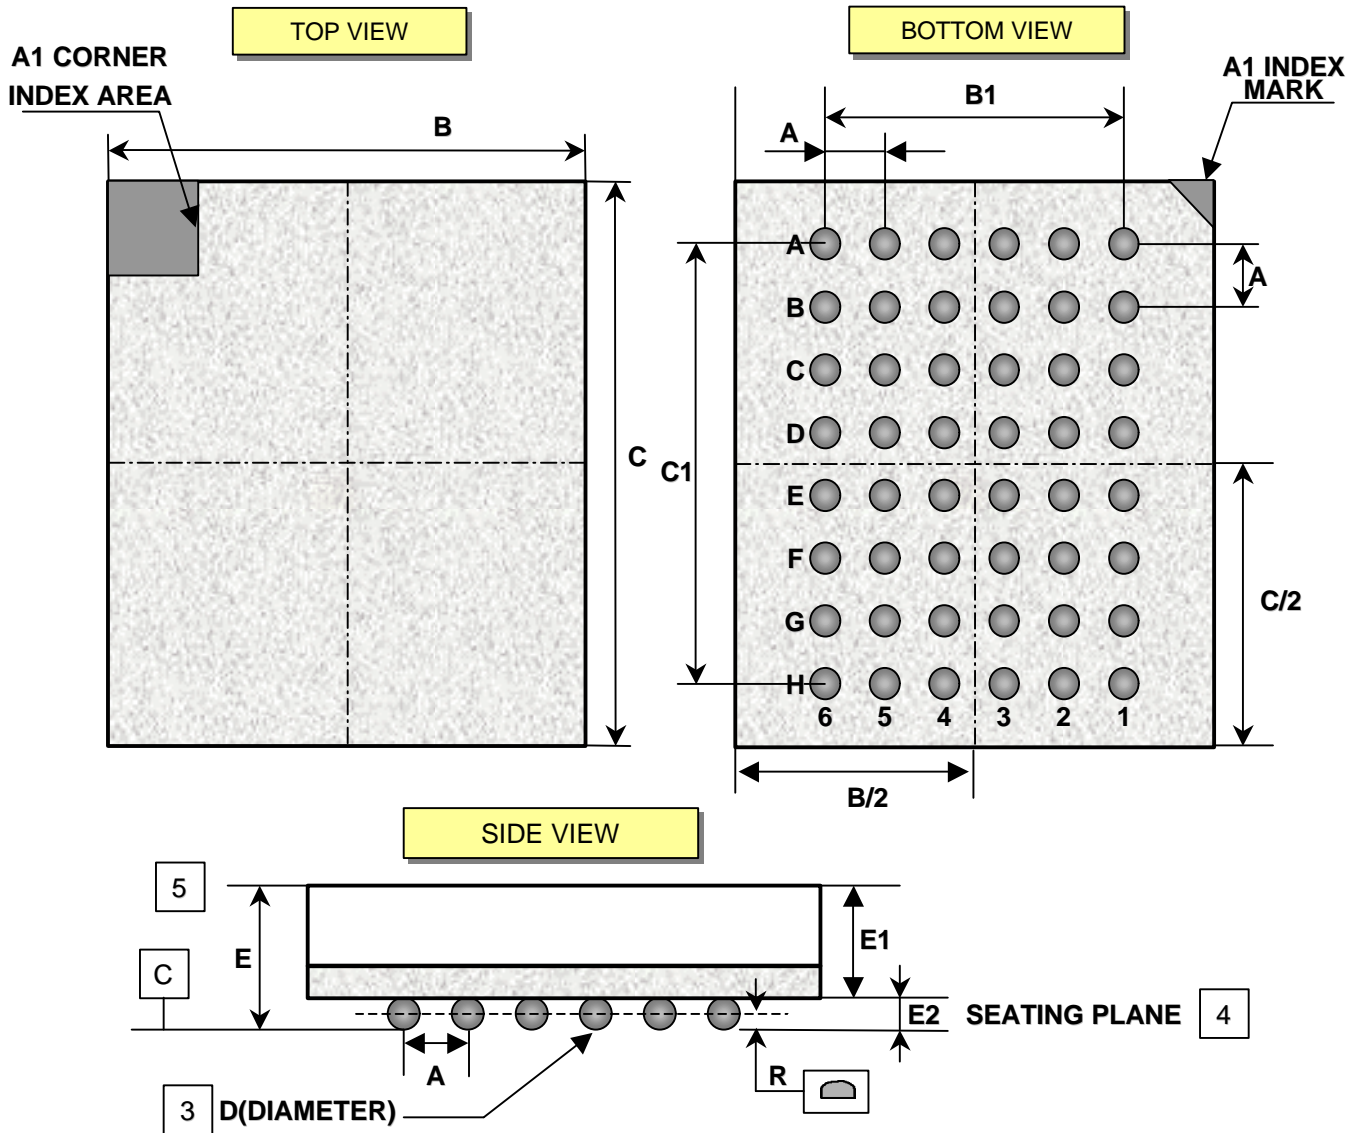 TOP VIEW
BOTTOM VIEW
A1 CORNER
INDEX AREA
A1 INDEX
MARK
B
B1
A
A
A
B
C
D
E
F
G
H
6 5 4 3 2 1
C
C1
C/2
B/2
SIDE VIEW
5
E
E1
C
E2 SEATING PLANE 4
A
R
3 D(DIAMETER)